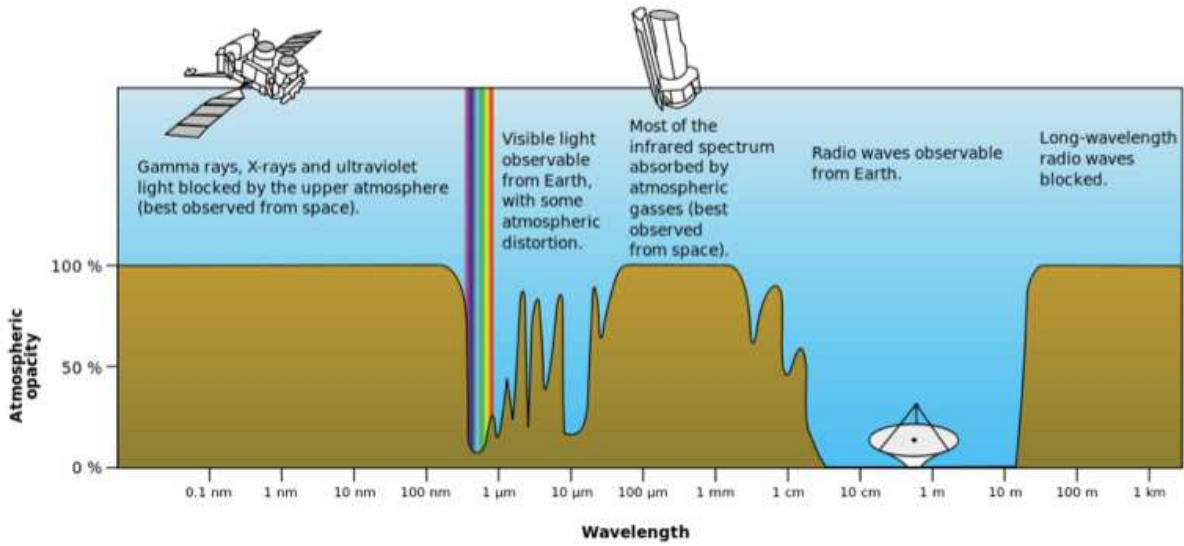 Gamma rays, X-rays and ultraviolet
light blocked by the upper atmosphere
(best observed from space).
Visible light
observable
from Earth,
with some
atmospheric
distortion.
Most of the
infrared spectrum
absorbed by
atmospheric
gasses (best
observed
from space).
Radio waves observable
from Earth.
Long-wavelength
radio waves
blocked.
Atmospheric
opacity
100 %
50 %
0 %
0.1 nm 1 nm 10 nm 100 nm 1 μm 10 μm 100 μm 1 mm 1 cm 10 cm 1 m 10 m 100 m 1 km
Wavelength